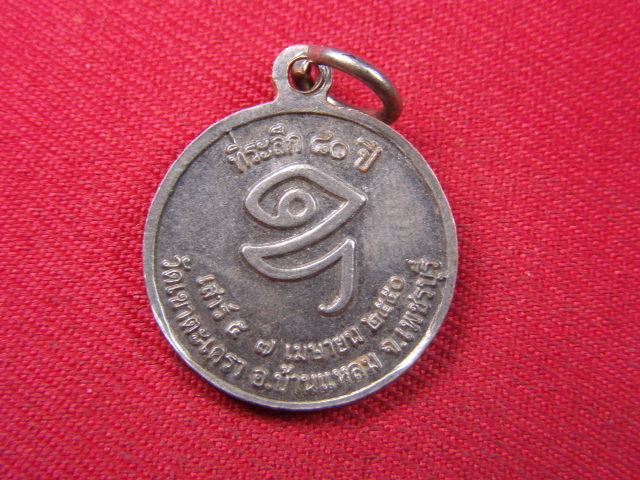 ที่ระลึก ๘๐ ปี
เสาร์ ๕ ๗ เมษายน ๒๕๕๐
วัดเขาตะเครา อ.บ้านแหลม จ.เพชรบุรี